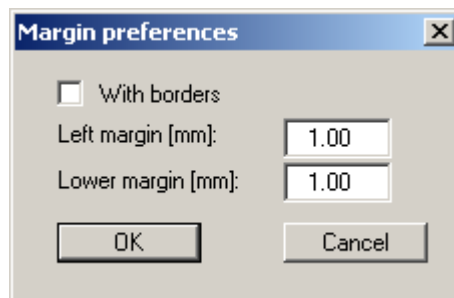 Margin preferences
With borders
Left margin [mm]: 1.00
Lower margin [mm]: 1.00
OK Cancel